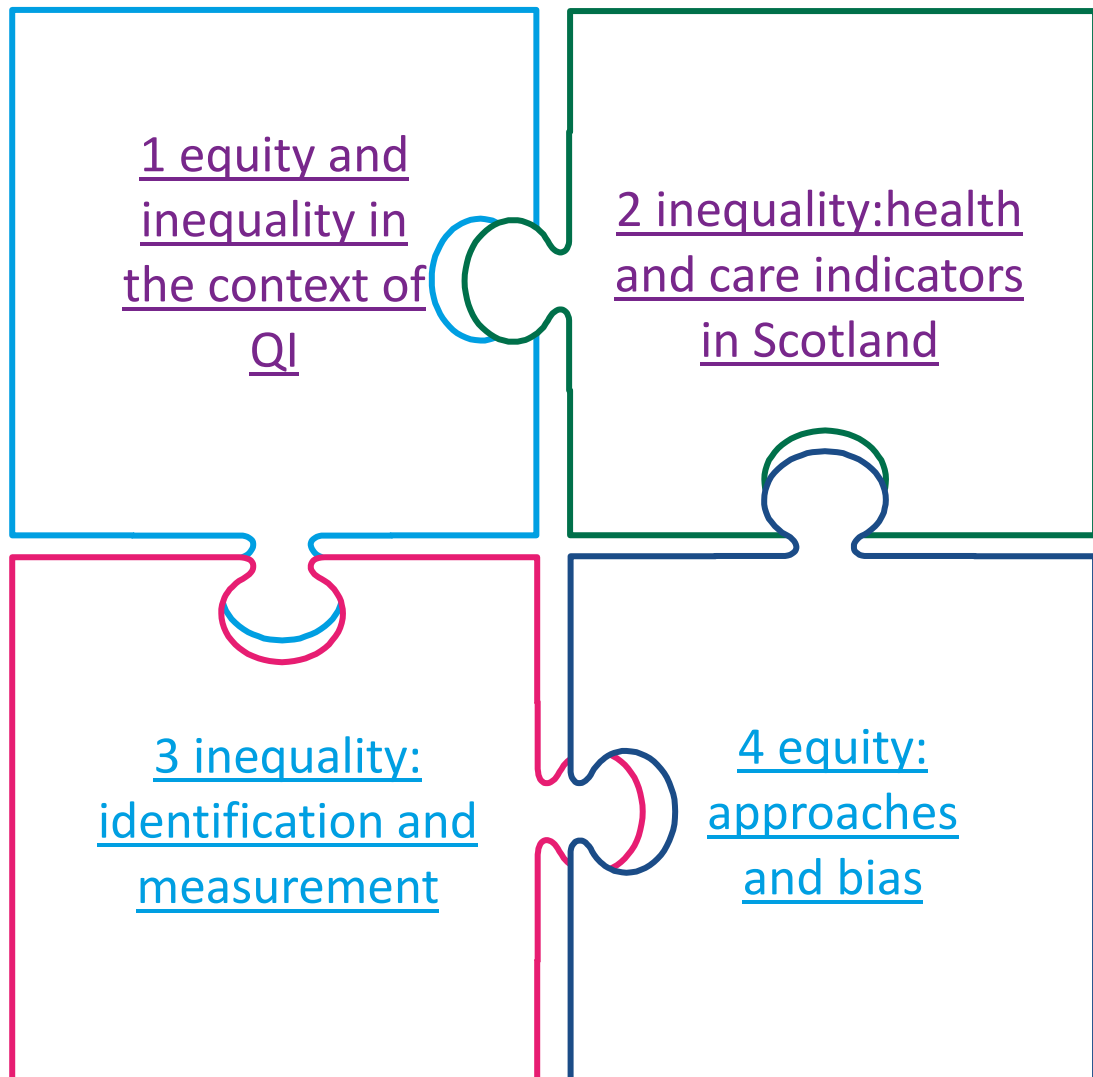 1 equity and
inequality in
the context of
QI
2 inequality:health
and care indicators
in Scotland
3 inequality:
identification and
measurement
4 equity:
approaches
and bias